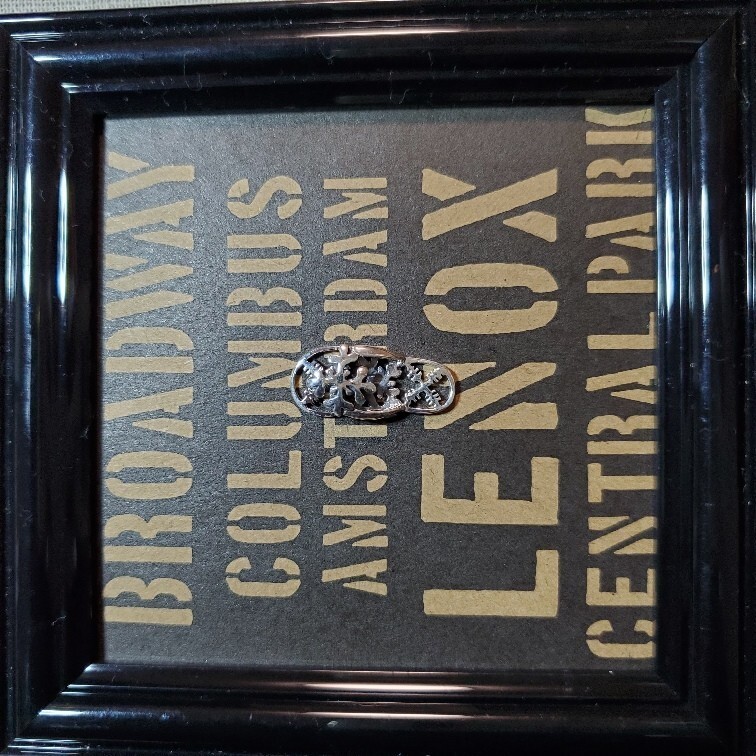 BROADWAY
COLUMBUS
AMSTERDAM
LENOX
CENTRAL PARK